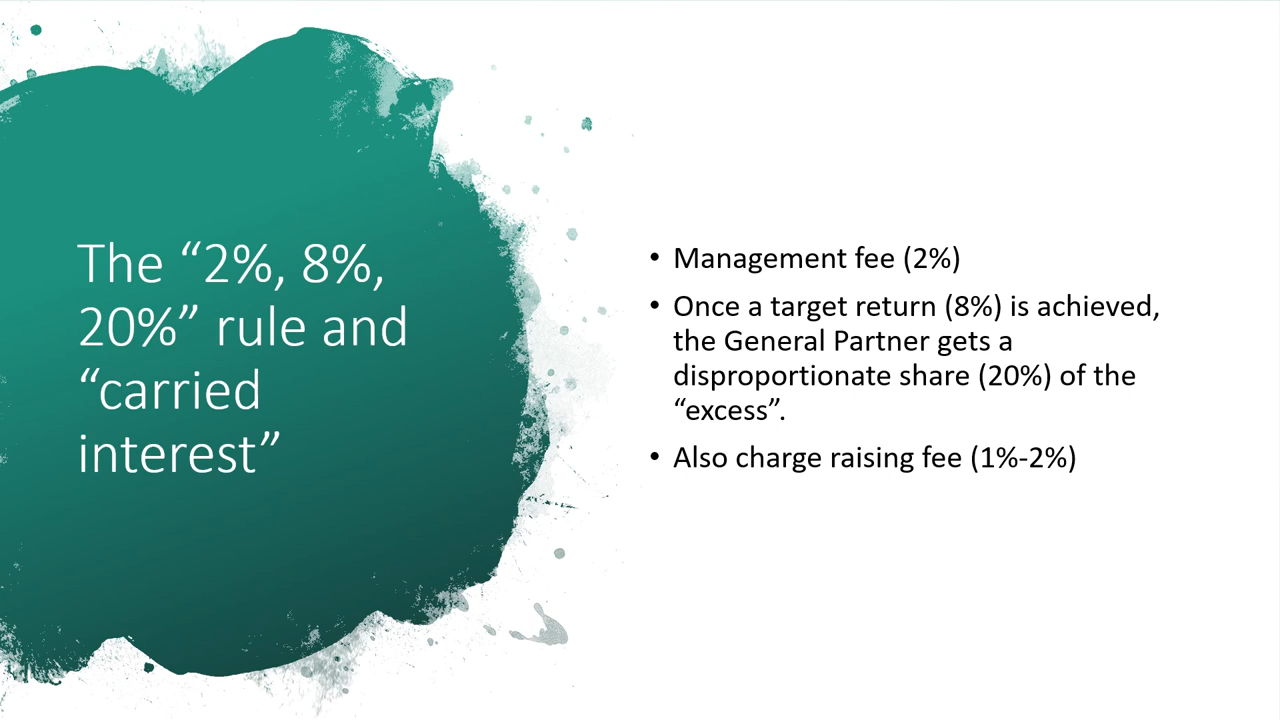 The “2%, 8%,
20%” rule and
“carried
interest”
• Management fee (2%)
• Once a target return (8%) is achieved,
the General Partner gets a
disproportionate share (20%) of the
“excess”.
• Also charge raising fee (1%-2%)